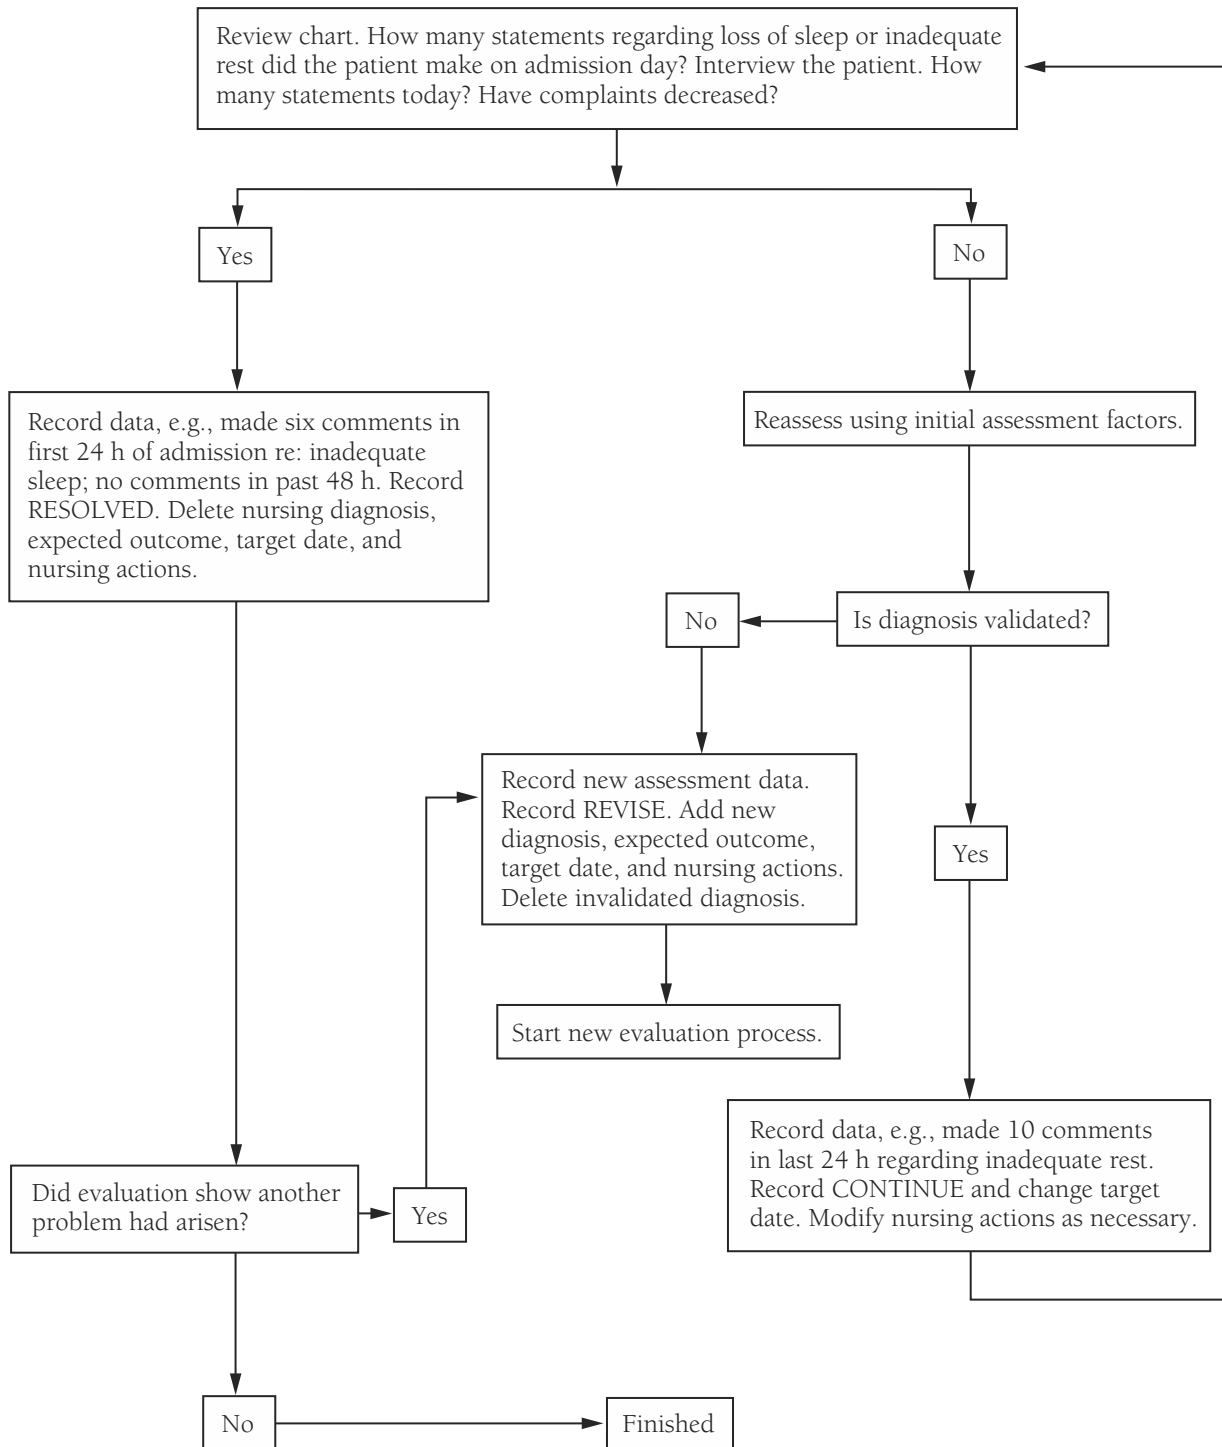 Review chart. How many statements regarding loss of sleep or inadequate
rest did the patient make on admission day? Interview the patient. How
many statements today? Have complaints decreased?
Yes
No
Record data, e.g., made six comments in
first 24 h of admission re: inadequate
sleep; no comments in past 48 h. Record
RESOLVED. Delete nursing diagnosis,
expected outcome, target date, and
nursing actions.
Reassess using initial assessment factors.
No
Is diagnosis validated?
Record new assessment data.
Record REVISE. Add new
diagnosis, expected outcome,
target date, and nursing actions.
Delete invalidated diagnosis.
Yes
Start new evaluation process.
Record data, e.g., made 10 comments
in last 24 h regarding inadequate rest.
Record CONTINUE and change target
date. Modify nursing actions as necessary.
Did evaluation show another
problem had arisen?
Yes
No
Finished